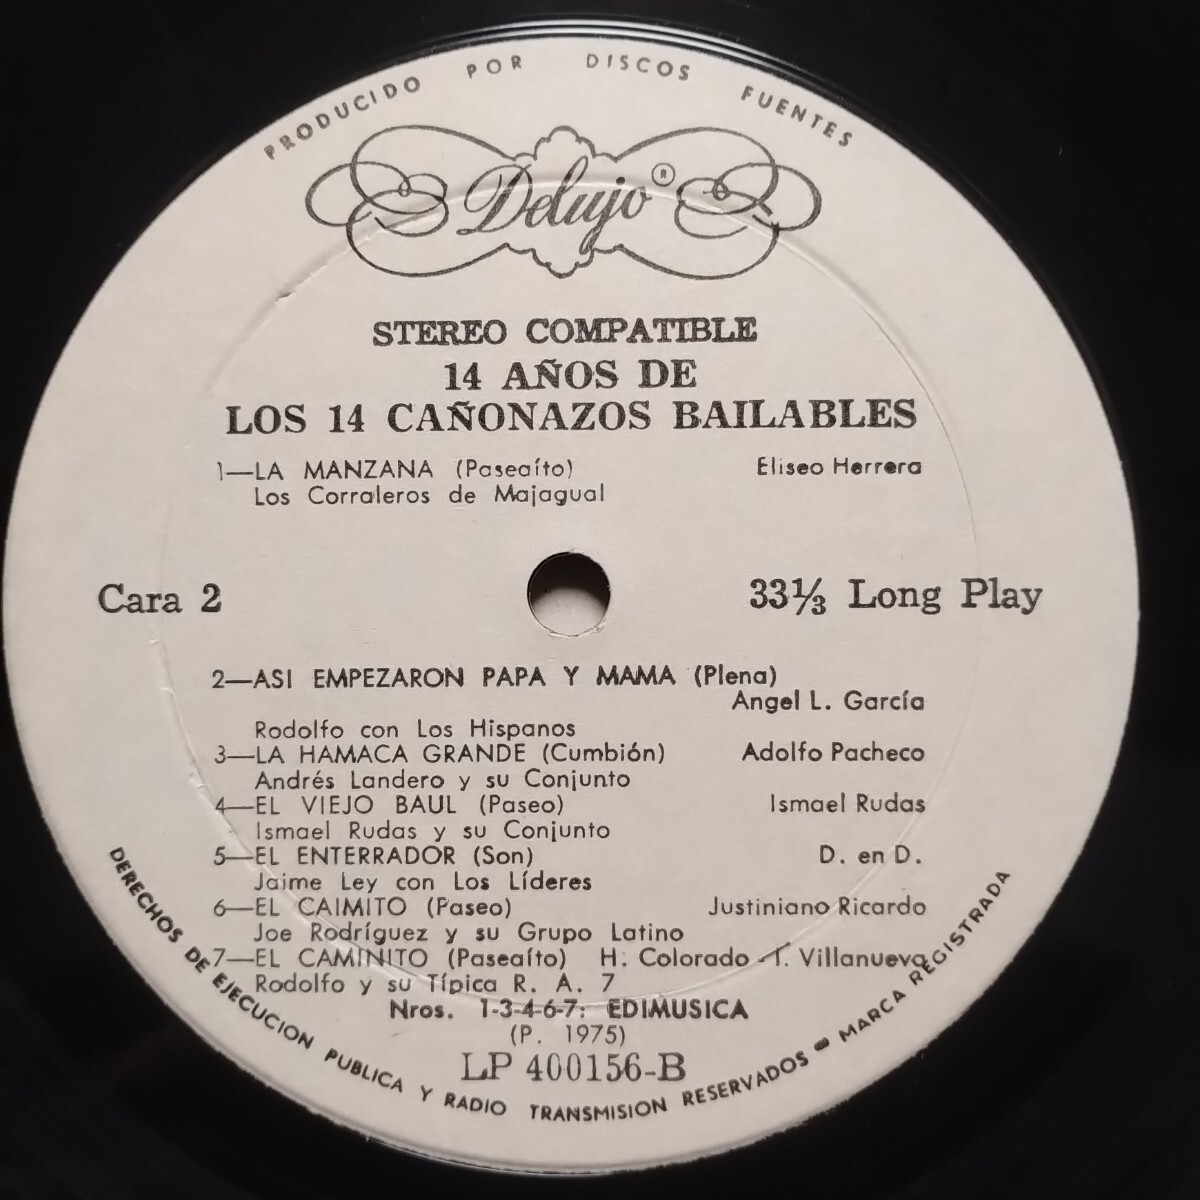 PRODUCIDO POR DISCOS FUENTES
Delujo ®
STEREO COMPATIBLE
14 AÑOS DE
LOS 14 CAÑONAZOS BAILABLES
1—LA MANZANA (Paseaíto) Eliseo Herrera
Los Corraleros de Majagual
Cara 2 33⅓ Long Play
2—ASI EMPEZARON PAPA Y MAMA (Plena)
Angel L. García
Rodolfo con Los Hispanos
3—LA HAMACA GRANDE (Cumbión) Adolfo Pacheco
Andrés Landero y su Conjunto
4—EL VIEJO BAUL (Paseo) Ismael Rudas
Ismael Rudas y su Conjunto
5—EL ENTERRADOR (Son) D. en D.
Jaime Ley con Los Líderes
6—EL CAIMITO (Paseo) Justiniano Ricardo
Joe Rodríguez y su Grupo Latino
7—EL CAMINITO (Paseaíto) H. Colorado - T. Villanueva
Rodolfo y su Típica R. A. 7
Nros. 1-3-4-6-7: EDIMUSICA
(P. 1975)
LP 400156-B
DERECHOS DE EJECUCION PUBLICA Y RADIO TRANSMISION RESERVADOS - MARCA REGISTRADA